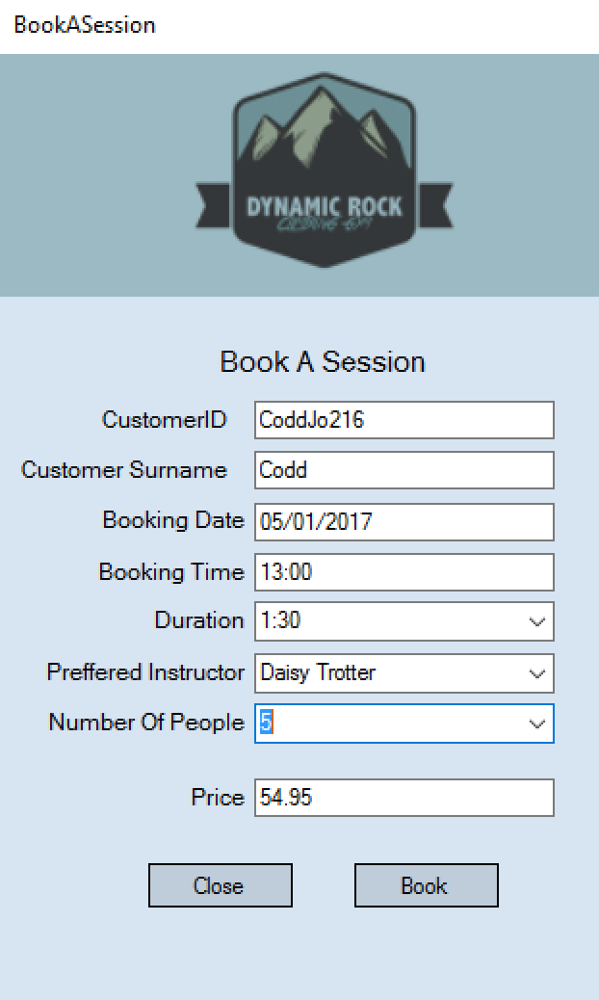 BookASession
DYNAMIC ROCK
CLIMBING GYM
Book A Session
CustomerID CoddJo216
Customer Surname Codd
Booking Date 05/01/2017
Booking Time 13:00
Duration 1:30
Preffered Instructor Daisy Trotter
Number Of People 5
Price 54.95
Close Book